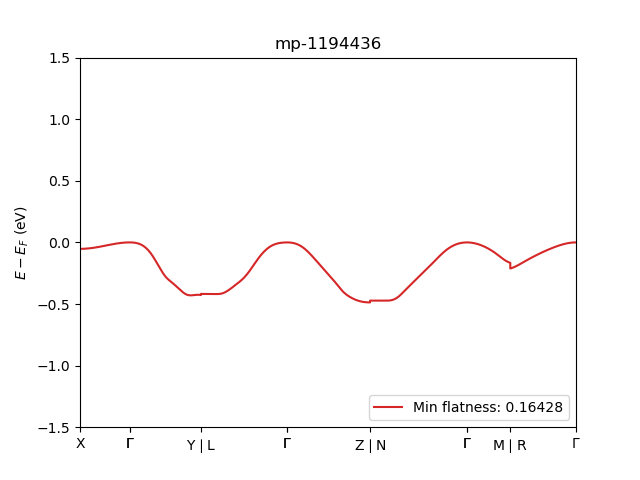 mp-1194436
E − E_F (eV)
1.5
1.0
0.5
0.0
−0.5
−1.0
−1.5
Min flatness: 0.16428
X Γ Y | L Γ Z | N Γ M | R Γ